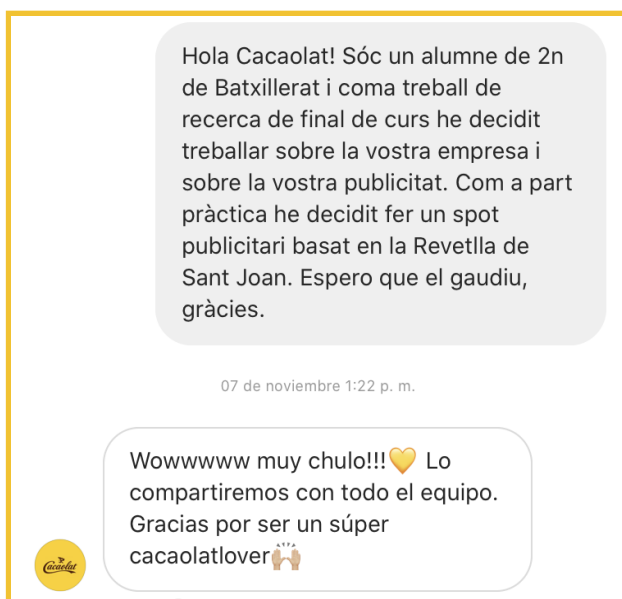 Hola Cacaolat! Sóc un alumne de 2n
de Batxillerat i coma treball de
recerca de final de curs he decidit
treballar sobre la vostra empresa i
sobre la vostra publicitat. Com a part
pràctica he decidit fer un spot
publicitari basat en la Revetlla de
Sant Joan. Espero que el gaudiu,
gràcies.
07 de noviembre 1:22 p. m.
Wowwwww muy chulo!!!💛 Lo
compartiremos con todo el equipo.
Gracias por ser un súper
cacaolatlover🙌🏼
Cacaolat